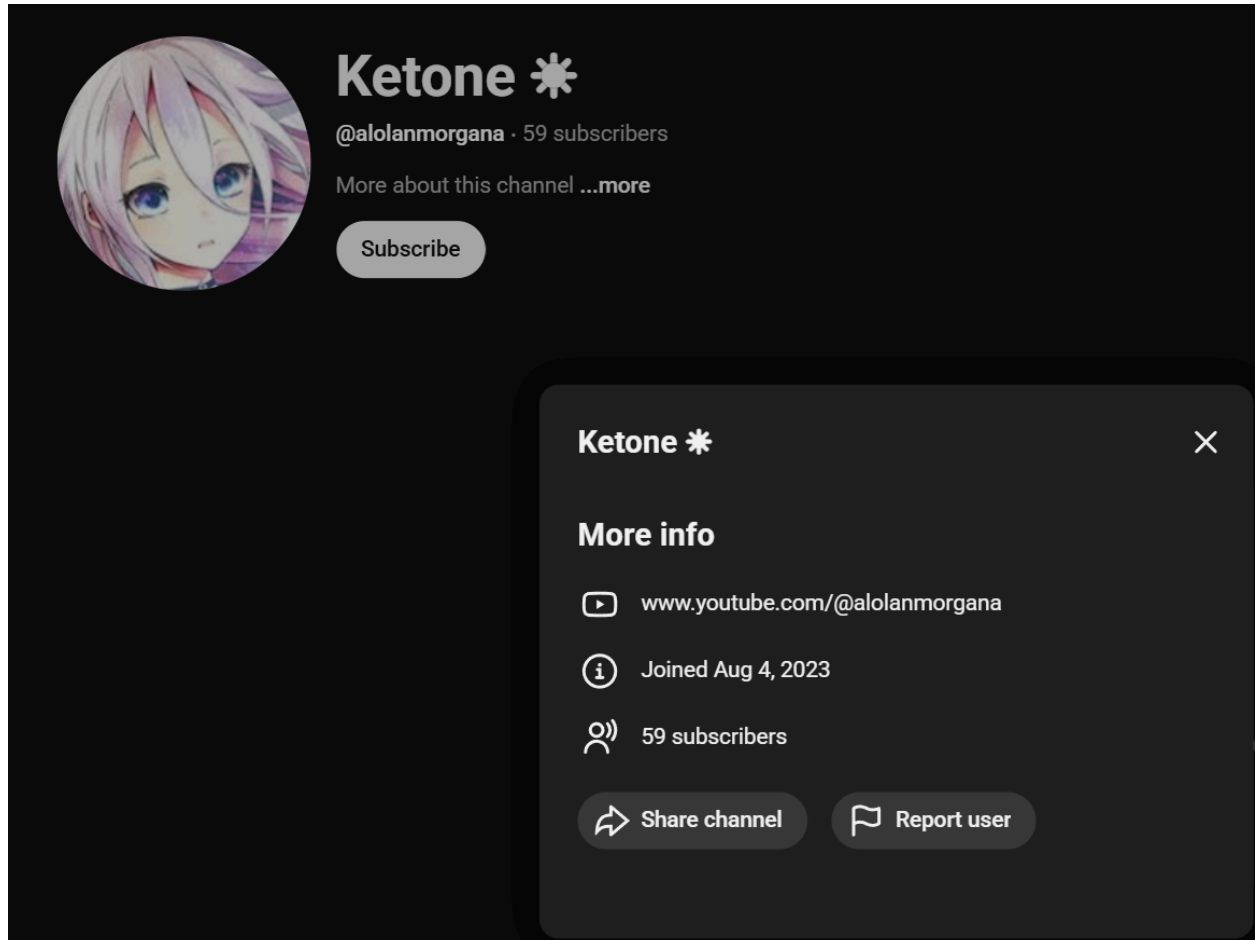 Ketone ✷
@alolanmorgana · 59 subscribers
More about this channel ...more
Subscribe
Ketone ✷
More info
www.youtube.com/@alolanmorgana
Joined Aug 4, 2023
59 subscribers
Share channel
Report user